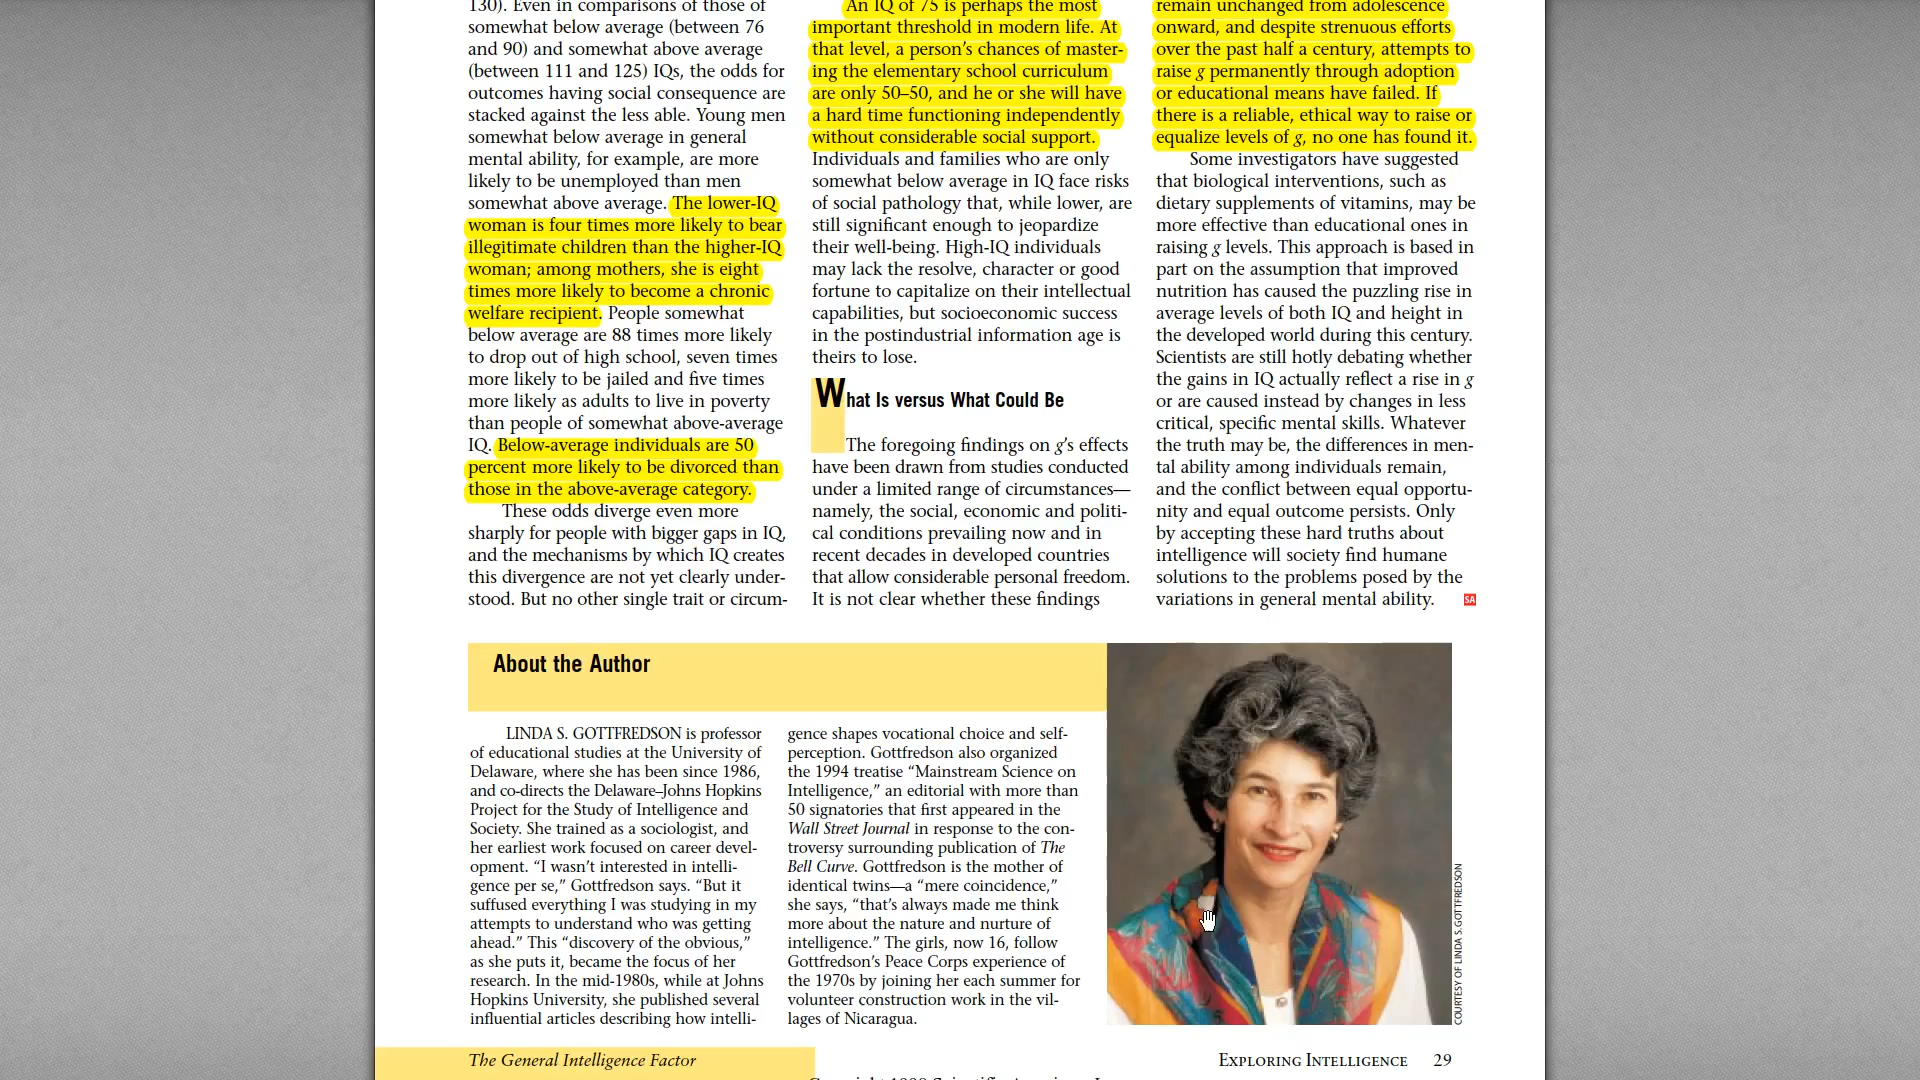 130). Even in comparisons of those of
somewhat below average (between 76
and 90) and somewhat above average
(between 111 and 125) IQs, the odds for
outcomes having social consequence are
stacked against the less able. Young men
somewhat below average in general
mental ability, for example, are more
likely to be unemployed than men
somewhat above average. The lower-IQ
woman is four times more likely to bear
illegitimate children than the higher-IQ
woman; among mothers, she is eight
times more likely to become a chronic
welfare recipient. People somewhat
below average are 88 times more likely
to drop out of high school, seven times
more likely to be jailed and five times
more likely as adults to live in poverty
than people of somewhat above-average
IQ. Below-average individuals are 50
percent more likely to be divorced than
those in the above-average category.
These odds diverge even more
sharply for people with bigger gaps in IQ,
and the mechanisms by which IQ creates
this divergence are not yet clearly under-
stood. But no other single trait or circum-
An IQ of 75 is perhaps the most
important threshold in modern life. At
that level, a person's chances of master-
ing the elementary school curriculum
are only 50–50, and he or she will have
a hard time functioning independently
without considerable social support.
Individuals and families who are only
somewhat below average in IQ face risks
of social pathology that, while lower, are
still significant enough to jeopardize
their well-being. High-IQ individuals
may lack the resolve, character or good
fortune to capitalize on their intellectual
capabilities, but socioeconomic success
in the postindustrial information age is
theirs to lose.
What Is versus What Could Be
The foregoing findings on g's effects
have been drawn from studies conducted
under a limited range of circumstances—
namely, the social, economic and politi-
cal conditions prevailing now and in
recent decades in developed countries
that allow considerable personal freedom.
It is not clear whether these findings
remain unchanged from adolescence
onward, and despite strenuous efforts
over the past half a century, attempts to
raise g permanently through adoption
or educational means have failed. If
there is a reliable, ethical way to raise or
equalize levels of g, no one has found it.
Some investigators have suggested
that biological interventions, such as
dietary supplements of vitamins, may be
more effective than educational ones in
raising g levels. This approach is based in
part on the assumption that improved
nutrition has caused the puzzling rise in
average levels of both IQ and height in
the developed world during this century.
Scientists are still hotly debating whether
the gains in IQ actually reflect a rise in g
or are caused instead by changes in less
critical, specific mental skills. Whatever
the truth may be, the differences in men-
tal ability among individuals remain,
and the conflict between equal opportu-
nity and equal outcome persists. Only
by accepting these hard truths about
intelligence will society find humane
solutions to the problems posed by the
variations in general mental ability. SA
About the Author
LINDA S. GOTTFREDSON is professor
of educational studies at the University of
Delaware, where she has been since 1986,
and co-directs the Delaware–Johns Hopkins
Project for the Study of Intelligence and
Society. She trained as a sociologist, and
her earliest work focused on career devel-
opment. "I wasn't interested in intelli-
gence per se," Gottfredson says. "But it
suffused everything I was studying in my
attempts to understand who was getting
ahead." This "discovery of the obvious,"
as she puts it, became the focus of her
research. In the mid-1980s, while at Johns
Hopkins University, she published several
influential articles describing how intelli-
gence shapes vocational choice and self-
perception. Gottfredson also organized
the 1994 treatise "Mainstream Science on
Intelligence," an editorial with more than
50 signatories that first appeared in the
Wall Street Journal in response to the con-
troversy surrounding publication of The
Bell Curve. Gottfredson is the mother of
identical twins—a "mere coincidence,"
she says, "that's always made me think
more about the nature and nurture of
intelligence." The girls, now 16, follow
Gottfredson's Peace Corps experience of
the 1970s by joining her each summer for
volunteer construction work in the vil-
lages of Nicaragua.
COURTESY OF LINDA S. GOTTFREDSON
The General Intelligence Factor
EXPLORING INTELLIGENCE 29